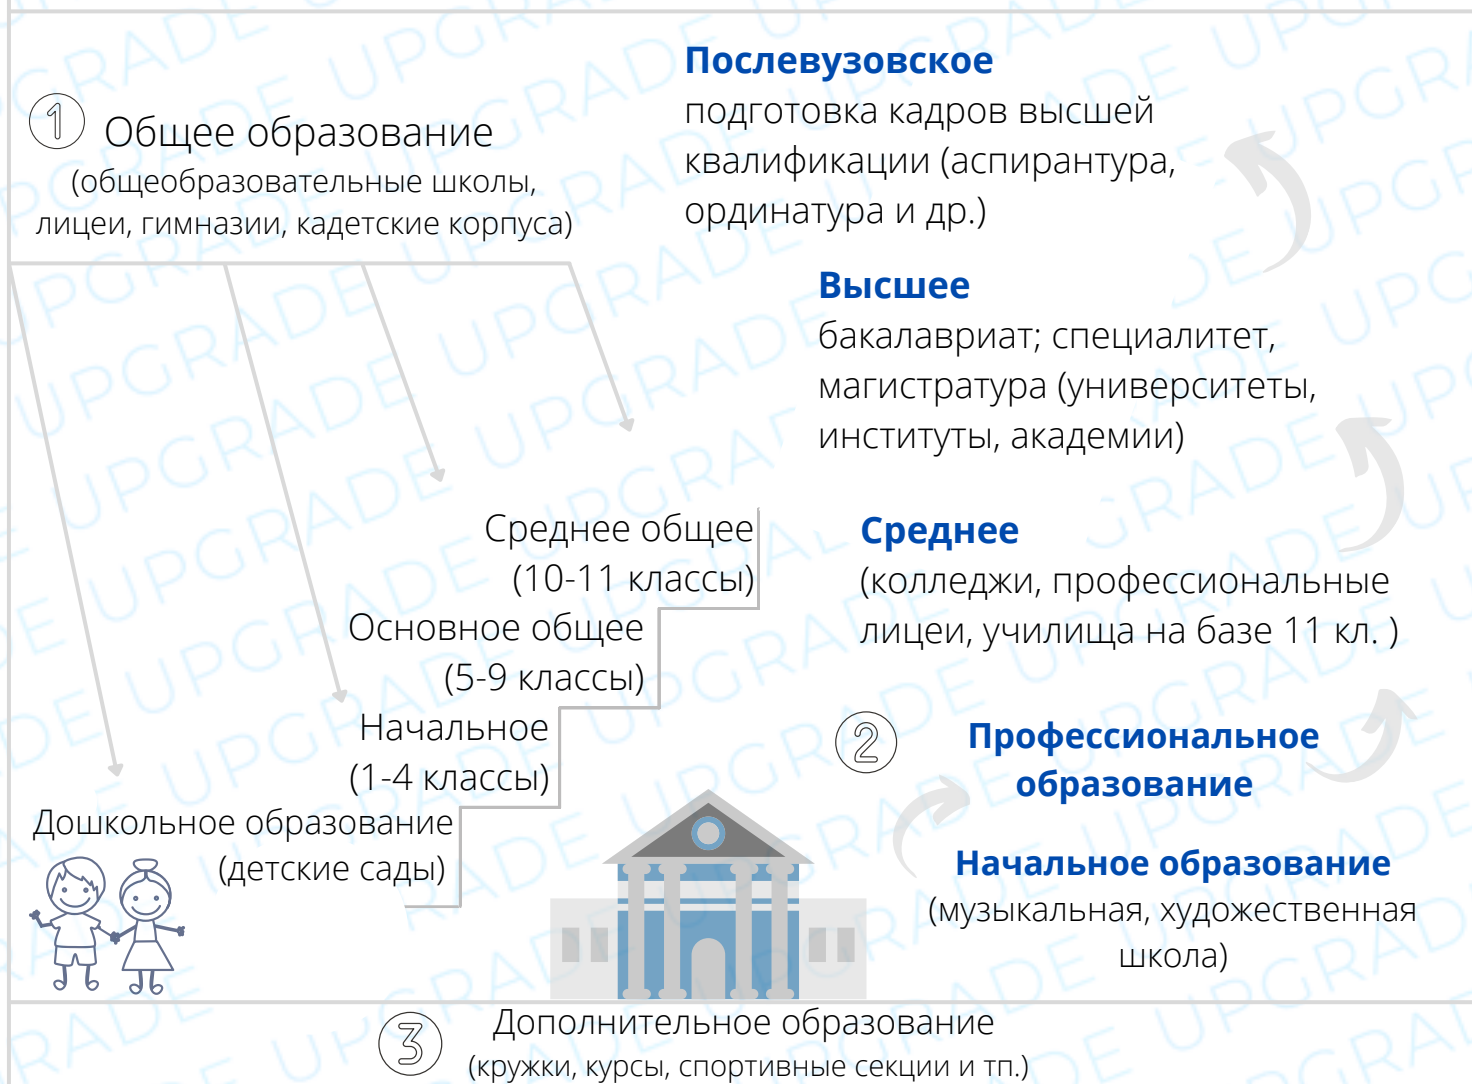 1
Общее образование
(общеобразовательные школы,
лицеи, гимназии, кадетские корпуса)
Дошкольное образование
(детские сады)
Начальное
(1-4 классы)
Основное общее
(5-9 классы)
Среднее общее
(10-11 классы)
Послевузовское
подготовка кадров высшей
квалификации (аспирантура,
ординатура и др.)
Высшее
бакалавриат; специалитет,
магистратура (университеты,
институты, академии)
Среднее
(колледжи, профессиональные
лицеи, училища на базе 11 кл. )
2
Профессиональное
образование
Начальное образование
(музыкальная, художественная
школа)
3
Дополнительное образование
(кружки, курсы, спортивные секции и тп.)
UPGRADE UPGRADE UPGRADE